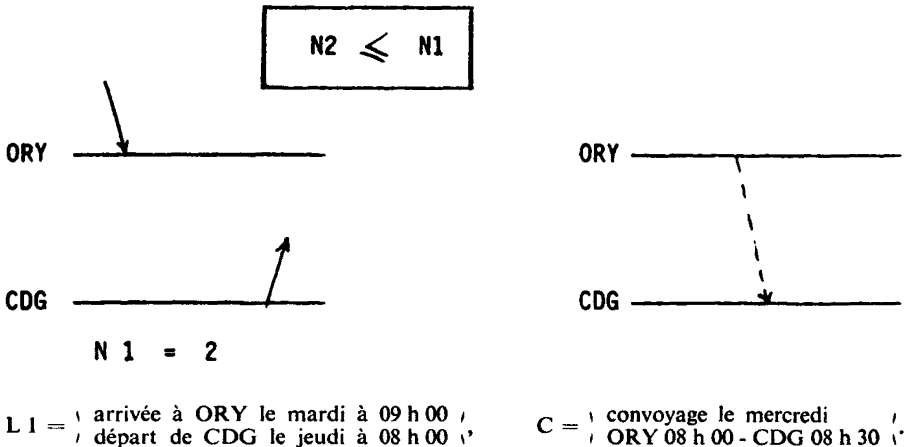 N2 ⩽ N1
ORY
ORY
CDG
CDG
N 1 = 2
L 1 = { arrivée à ORY le mardi à 09 h 00
départ de CDG le jeudi à 08 h 00 },
C = { convoyage le mercredi
ORY 08 h 00 - CDG 08 h 30 }.